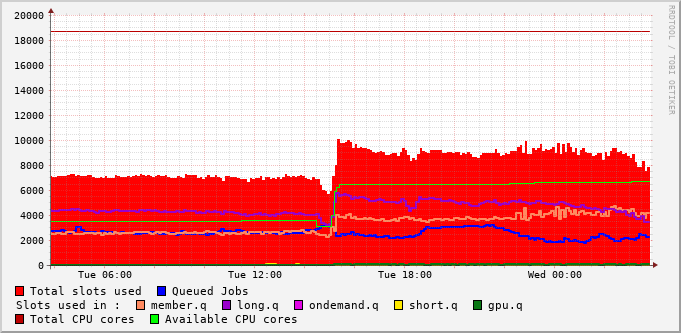 20000
18000
16000
14000
12000
10000
8000
6000
4000
2000
0
Tue 06:00 Tue 12:00 Tue 18:00 Wed 00:00
Total slots used Queued Jobs
Slots used in : member.q long.q ondemand.q short.q gpu.q
Total CPU cores Available CPU cores
RRDTOOL / TOBI OETIKER